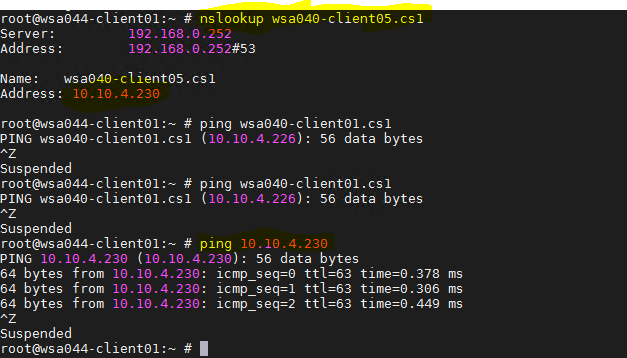 root@wsa044-client01:~ # nslookup wsa040-client05.cs1
Server:         192.168.0.252
Address:        192.168.0.252#53

Name:   wsa040-client05.cs1
Address: 10.10.4.230

root@wsa044-client01:~ # ping wsa040-client01.cs1
PING wsa040-client01.cs1 (10.10.4.226): 56 data bytes
^Z
Suspended
root@wsa044-client01:~ # ping wsa040-client01.cs1
PING wsa040-client01.cs1 (10.10.4.226): 56 data bytes
^Z
Suspended
root@wsa044-client01:~ # ping 10.10.4.230
PING 10.10.4.230 (10.10.4.230): 56 data bytes
64 bytes from 10.10.4.230: icmp_seq=0 ttl=63 time=0.378 ms
64 bytes from 10.10.4.230: icmp_seq=1 ttl=63 time=0.306 ms
64 bytes from 10.10.4.230: icmp_seq=2 ttl=63 time=0.449 ms
^Z
Suspended
root@wsa044-client01:~ #